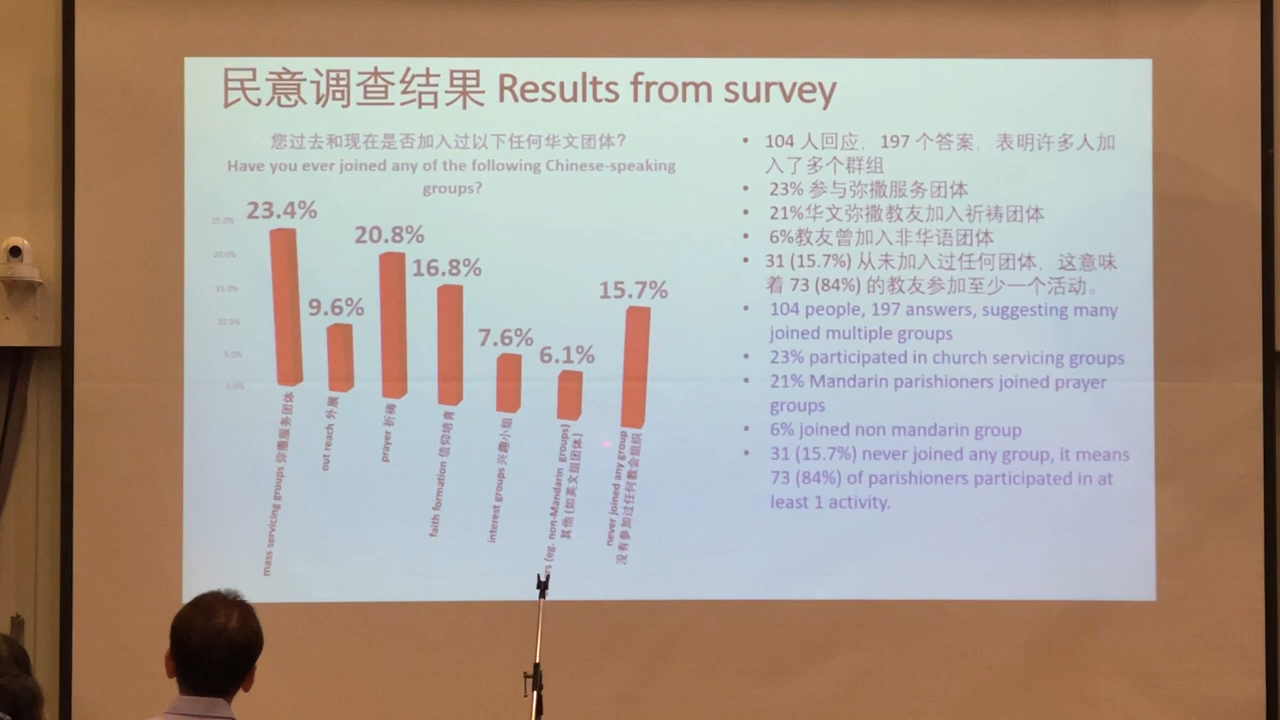 民意调查结果 Results from survey
您过去和现在是否加入过以下任何华文团体?
Have you ever joined any of the following Chinese-speaking
groups?
25.0%
20.0%
15.0%
10.0%
5.0%
0.0%
23.4%
9.6%
20.8%
16.8%
7.6%
6.1%
15.7%
mass servicing groups 弥撒服务团体
out reach 外展
prayer 祈祷
faith formation 信仰培育
interest groups 兴趣小组
rs (eg. non-Mandarin groups)
其他 (如英文组团体)
never joined any group
没有参加过任何教会组织
• 104 人回应，197 个答案，表明许多人加
入了多个群组
• 23% 参与弥撒服务团体
• 21%华文弥撒教友加入祈祷团体
• 6%教友曾加入非华语团体
• 31 (15.7%) 从未加入过任何团体，这意味
着 73 (84%) 的教友参加至少一个活动。
• 104 people, 197 answers, suggesting many
joined multiple groups
• 23% participated in church servicing groups
• 21% Mandarin parishioners joined prayer
groups
• 6% joined non mandarin group
• 31 (15.7%) never joined any group, it means
73 (84%) of parishioners participated in at
least 1 activity.